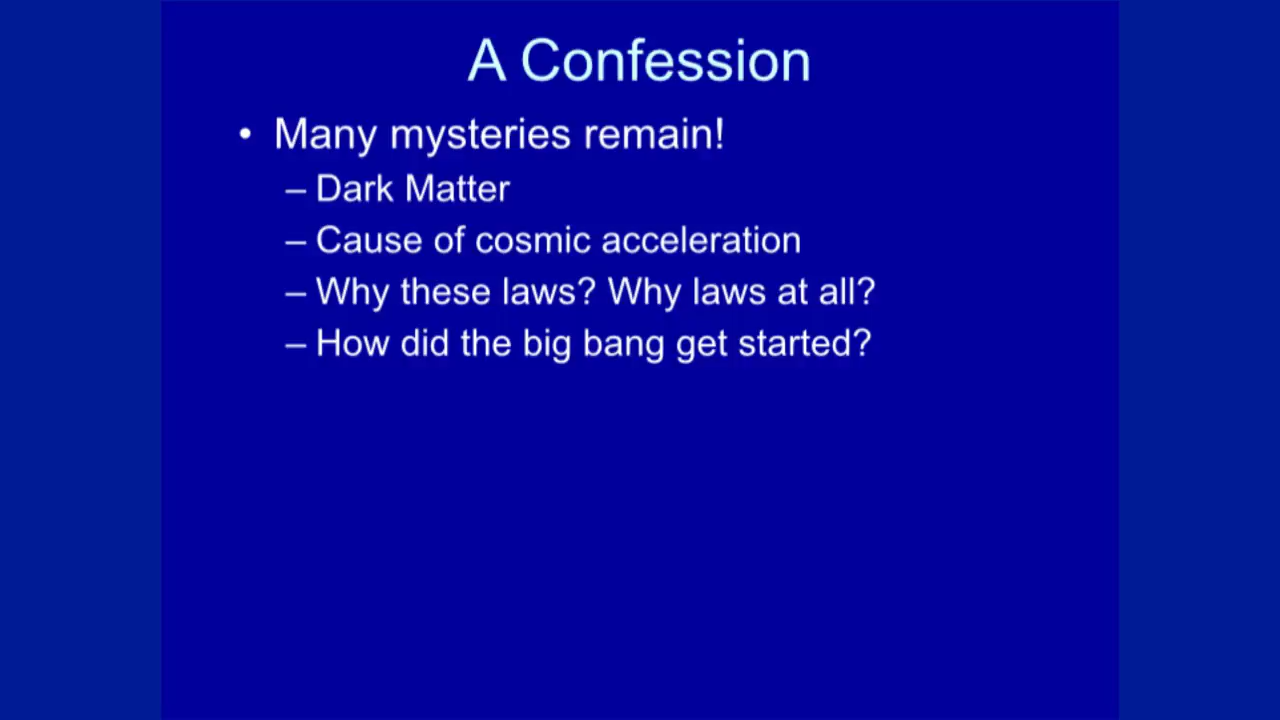 A Confession
• Many mysteries remain!
– Dark Matter
– Cause of cosmic acceleration
– Why these laws? Why laws at all?
– How did the big bang get started?